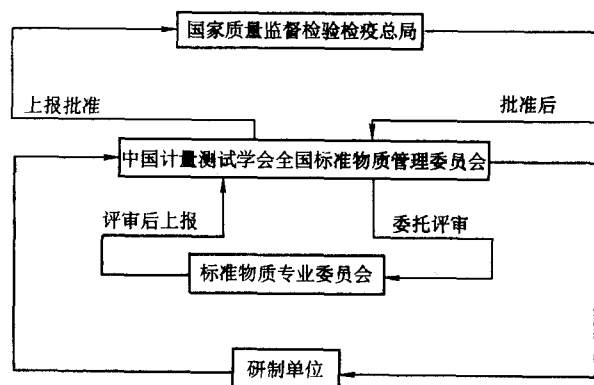 国家质量监督检验检疫总局
上报批准
批准后
中国计量测试学会全国标准物质管理委员会
评审后上报
委托评审
标准物质专业委员会
研制单位